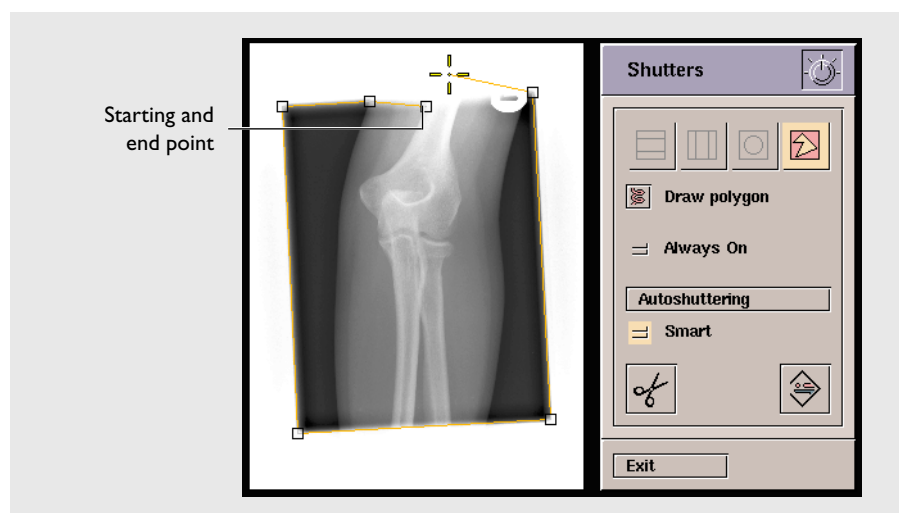 Shutters
Starting and
end point
Draw polygon
Always On
Autoshuttering
Smart
Exit